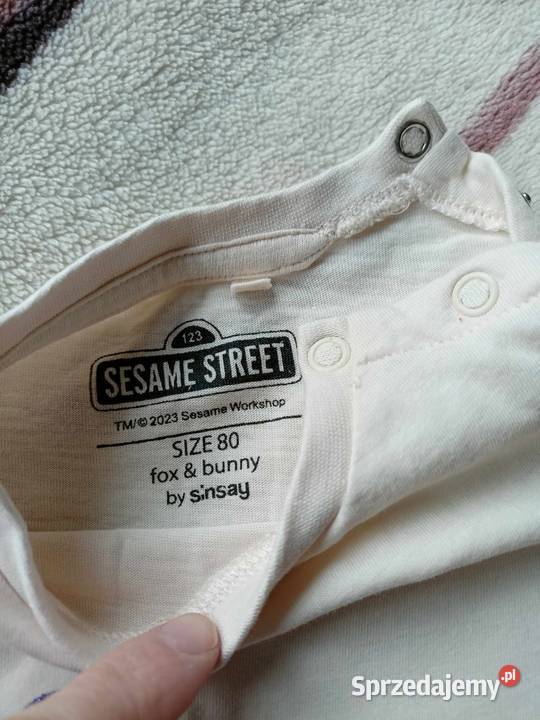 123
SESAME STREET
TM/© 2023 Sesame Workshop
SIZE 80
fox & bunny
by sinsay
Sprzedajemy.pl